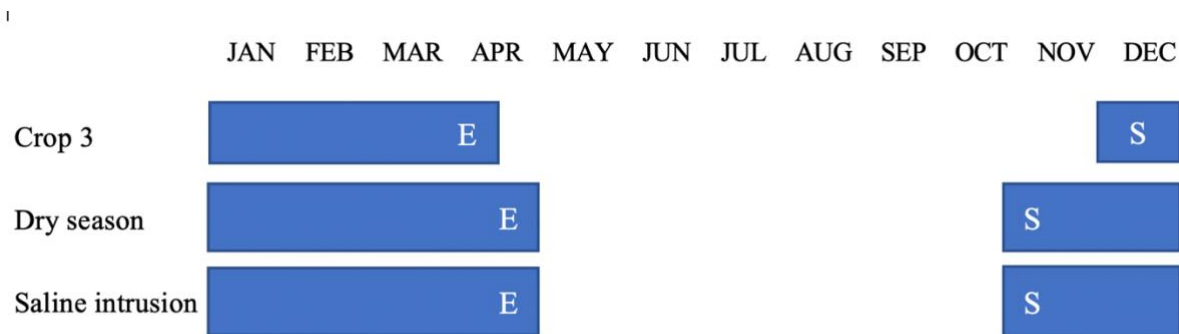 JAN FEB MAR APR MAY JUN JUL AUG SEP OCT NOV DEC
Crop 3 E S
Dry season E S
Saline intrusion E S